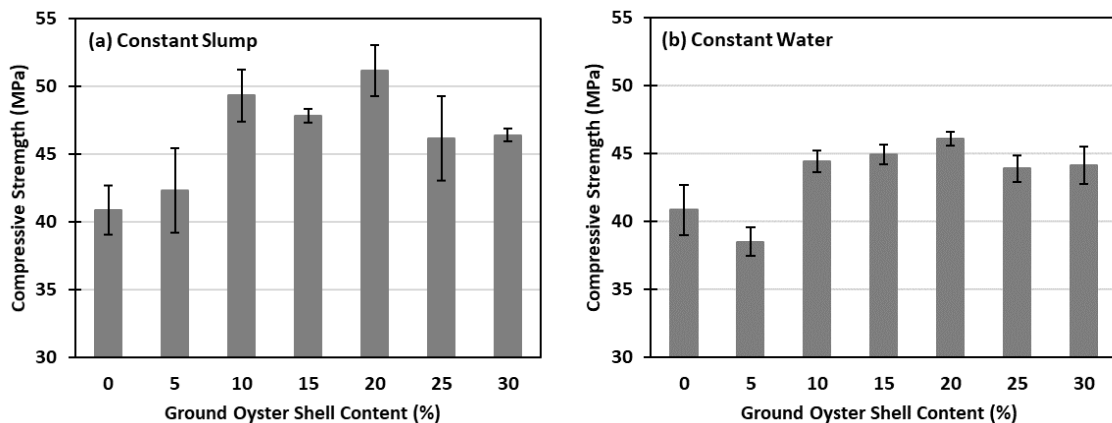 (a) Constant Slump
Compressive Stremgth (MPa)
55
50
45
40
35
30
0 5 10 15 20 25 30
Ground Oyster Shell Content (%)
(b) Constant Water
Compressive Stremgth (MPa)
55
50
45
40
35
30
0 5 10 15 20 25 30
Ground Oyster Shell Content (%)